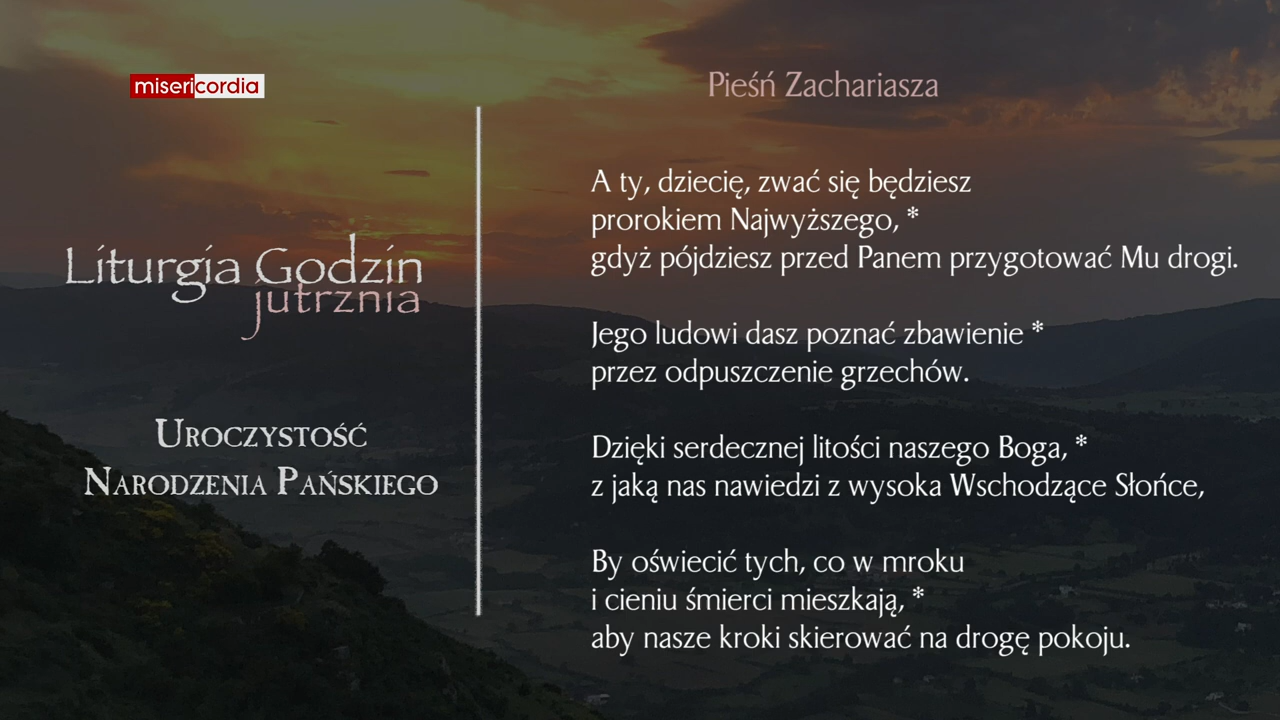 misericordia
Liturgia Godzin
jutrznia
Uroczystość
Narodzenia Pańskiego
Pieśń Zachariasza
A ty, dziecię, zwać się będziesz
prorokiem Najwyższego, *
gdyż pójdziesz przed Panem przygotować Mu drogi.
Jego ludowi dasz poznać zbawienie *
przez odpuszczenie grzechów.
Dzięki serdecznej litości naszego Boga, *
z jaką nas nawiedzi z wysoka Wschodzące Słońce,
By oświecić tych, co w mroku
i cieniu śmierci mieszkają, *
aby nasze kroki skierować na drogę pokoju.